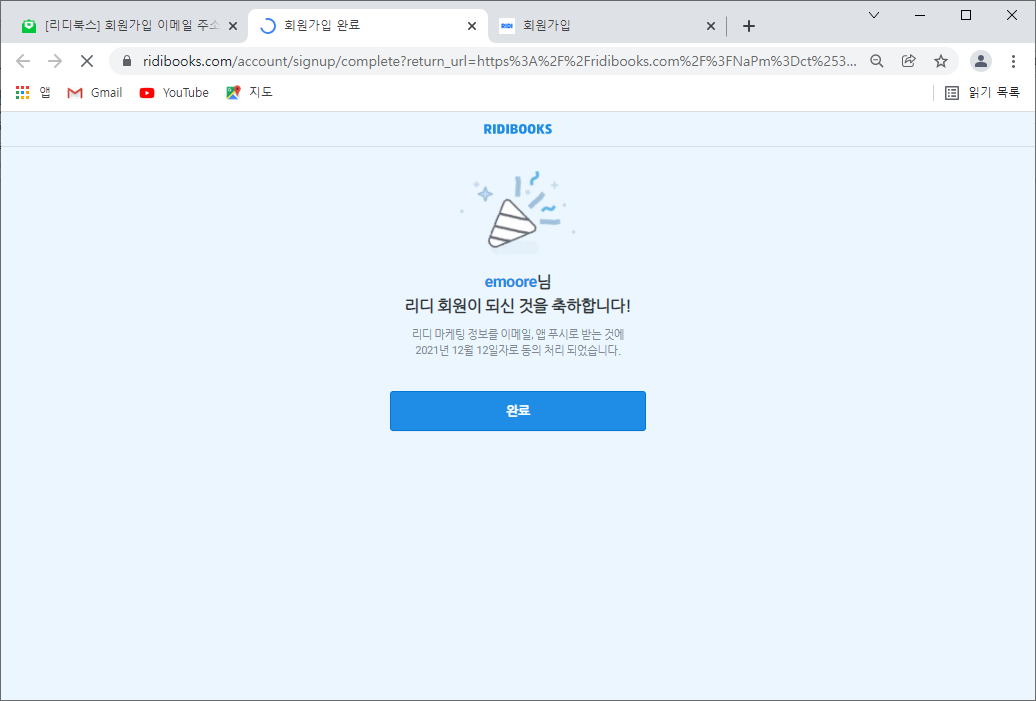 [리디북스] 회원가입 이메일 주소
회원가입 완료
RIDI 회원가입
ridibooks.com/account/signup/complete?return_url=https%3A%2F%2Fridibooks.com%2F%3FNaPm%3Dct%253...
앱 Gmail YouTube 지도 읽기 목록
RIDIBOOKS
emoore님
리디 회원이 되신 것을 축하합니다!
리디 마케팅 정보를 이메일, 앱 푸시로 받는 것에
2021년 12월 12일자로 동의 처리 되었습니다.
완료